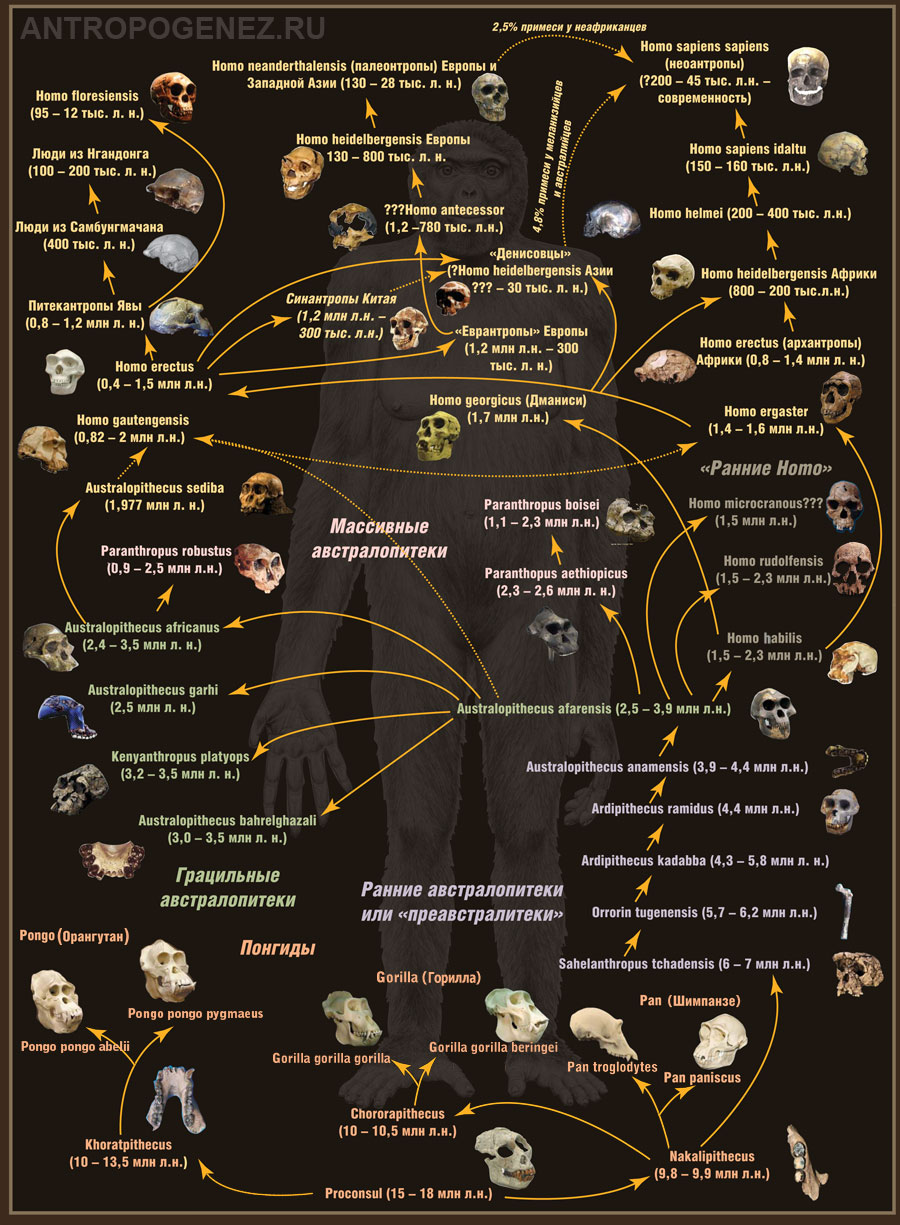 ANTROPOGENEZ.RU
2,5% примеси у неафриканцев
Homo sapiens sapiens
(неоантропы)
(?200 – 45 тыс. л.н. –
современность)
Homo neanderthalensis (палеонтропы) Европы и
Западной Азии (130 – 28 тыс. л. н.)
Homo floresiensis
(95 – 12 тыс. л. н.)
4,8% примеси у меланизийцев
и австралийцев
Homo heidelbergensis Европы
130 – 800 тыс. л. н.
Homo sapiens idaltu
(150 – 160 тыс. л.н.)
Люди из Нгандонга
(100 – 200 тыс. л.н.)
???Homo antecessor
(1,2 –780 тыс. л.н.)
Homo helmei (200 – 400 тыс. л.н.)
Люди из Самбунгмачана
(400 тыс. л. н.)
«Денисовцы»
(?Homo heidelbergensis Азии
??? – 30 тыс. л.н.)
Homo heidelbergensis Африки
(800 – 200 тыс.л.н.)
Питекантропы Явы
(0,8 – 1,2 млн л. н.)
Синантропы Китая
(1,2 млн л.н. –
300 тыс. л.н.)
«Еврантропы» Европы
(1,2 млн л.н. – 300
тыс. л.н.)
Homo erectus (архантропы)
Африки (0,8 – 1,4 млн л. н.)
Homo erectus
(0,4 – 1,5 млн л.н.)
Homo georgicus (Дманиси)
(1,7 млн л.н.)
Homo ergaster
(1,4 – 1,6 млн л.н.)
Homo gautengensis
(0,82 – 2 млн л.н.)
«Ранние Homo»
Australopithecus sediba
(1,977 млн л.н.)
Paranthropus boisei
(1,1 – 2,3 млн л.н.)
Homo microcranous???
(1,5 млн л.н.)
Массивные
австралопитеки
Paranthropus robustus
(0,9 – 2,5 млн л.н.)
Paranthopus aethiopicus
(2,3 – 2,6 млн л.н.)
Homo rudolfensis
(1,5 – 2,3 млн л.н.)
Australopithecus africanus
(2,4 – 3,5 млн л. н.)
Homo habilis
(1,5 – 2,3 млн л.н.)
Australopithecus garhi
(2,5 млн л. н.)
Australopithecus afarensis (2,5 – 3,9 млн л.н.)
Kenyanthropus platyops
(3,2 – 3,5 млн л. н.)
Australopithecus anamensis (3,9 – 4,4 млн л.н.)
Australopithecus bahrelghazali
(3,0 – 3,5 млн л. н.)
Ardipithecus ramidus (4,4 млн л.н.)
Ardipithecus kadabba (4,3 – 5,8 млн л. н.)
Грацильные
австралопитеки
Ранние австралопитеки
или «преавстралитеки»
Orrorin tugenensis (5,7 – 6,2 млн л.н.)
Pongo (Орангутан)
Понгиды
Sahelanthropus tchadensis (6 – 7 млн л.н.)
Gorilla (Горилла)
Pan (Шимпанзе)
Pongo pongo pygmaeus
Pongo pongo abelii
Gorilla gorilla gorilla
Gorilla gorilla beringei
Pan troglodytes
Pan paniscus
Chororapithecus
(10 – 10,5 млн л.н.)
Khoratpithecus
(10 – 13,5 млн л.н.)
Nakalipithecus
(9,8 – 9,9 млн л.н.)
Proconsul (15 – 18 млн л.н.)